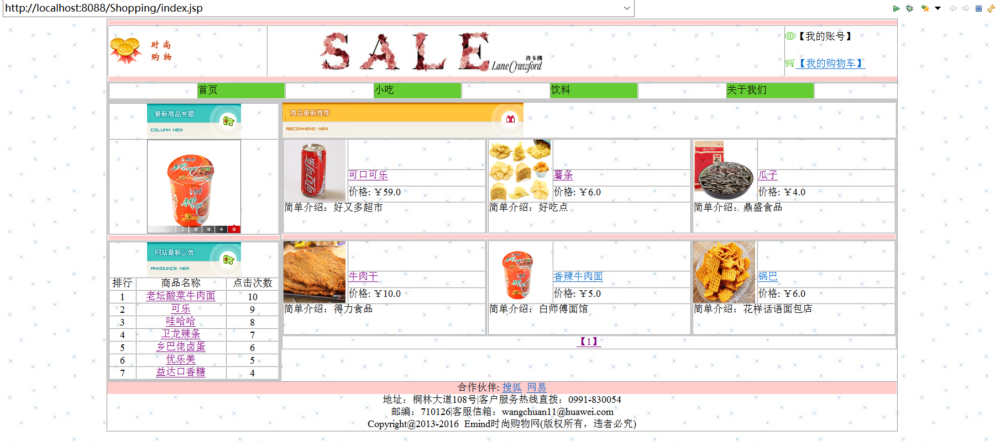 http://localhost:8088/Shopping/index.jsp
时尚
购物
SALE
连卡佛
Lane Crawford
【我的账号】
【我的购物车】
首页 小吃 饮料 关于我们
最新商品专题
COLUMN NEW
商品最新推荐
RECOMMEND NEW
可口可乐
价格: ￥59.0
简单介绍：好又多超市
薯条
价格: ￥6.0
简单介绍：好吃点
瓜子
价格: ￥4.0
简单介绍：鼎盛食品
香辣牛肉面
1 2 3 4 5
网站最新公告
ANNOUNCE NEW
排行 商品名称 点击次数
1 老坛酸菜牛肉面 10
2 可乐 9
3 哇哈哈 8
4 卫龙辣条 7
5 乡巴佬卤蛋 6
6 优乐美 5
7 益达口香糖 4
牛肉干
价格: ￥10.0
简单介绍：得力食品
香辣牛肉面
价格: ￥5.0
简单介绍：白师傅面馆
锅巴
价格: ￥6.0
简单介绍：花样话语面包店
【1】
合作伙伴: 搜狐 网易
地址：桐林大道108号|客户服务热线直拨：0991-830054
邮编：710126|客服信箱：wangchuan11@huawei.com
Copyright@2013-2016 Emind时尚购物网(版权所有，违者必究)